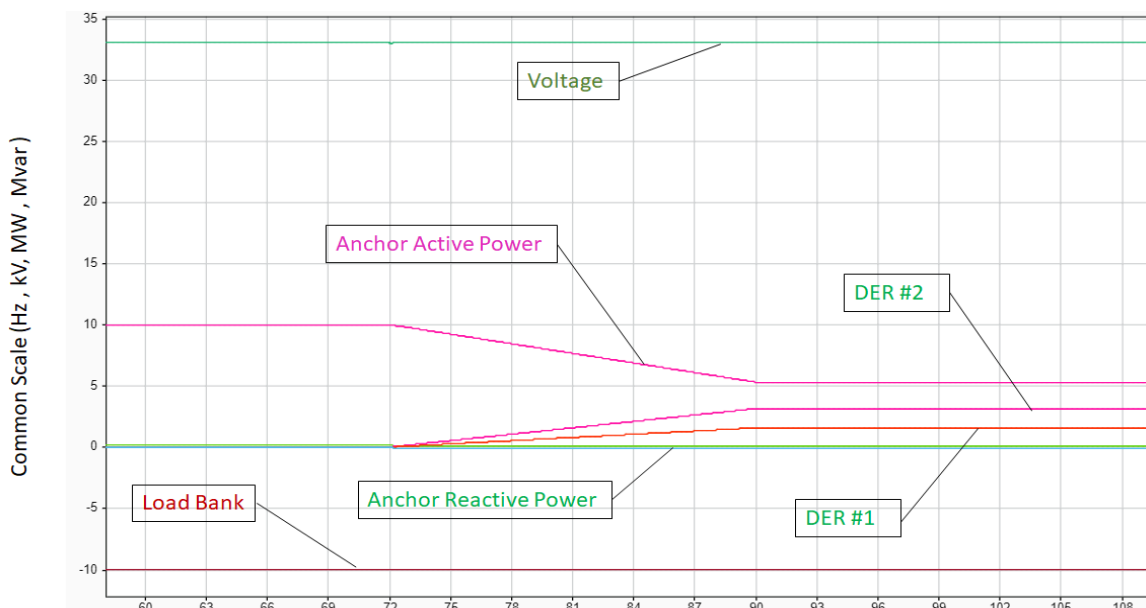 Common Scale (Hz , kV, MW , Mvar )
35
30
25
20
15
10
5
0
-5
-10
Voltage
Anchor Active Power
DER #2
Load Bank
Anchor Reactive Power
DER #1
60 63 66 69 72 75 78 81 84 87 90 93 96 99 102 105 108